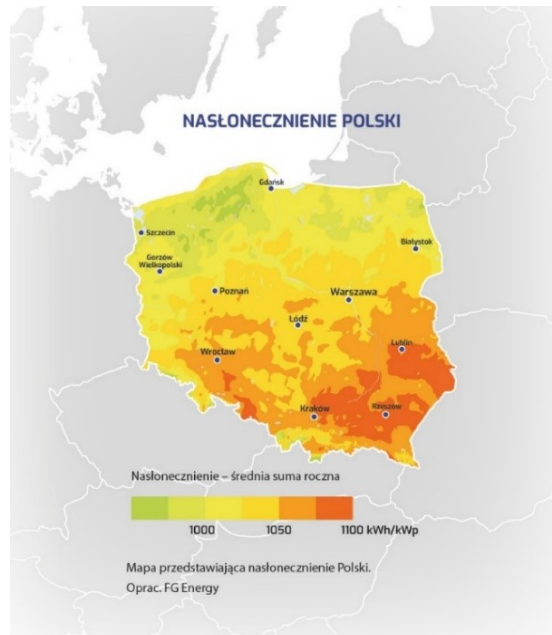 NASŁONECZNIENIE POLSKI
Gdańsk
Szczecin
Białystok
Gorzów
Wielkopolski
Poznań
Warszawa
Łódź
Wrocław
Lublin
Kraków
Rzeszów
Nasłonecznienie – średnia suma roczna
1000 1050 1100 kWh/kWp
Mapa przedstawiająca nasłonecznienie Polski.
Oprac. FG Energy